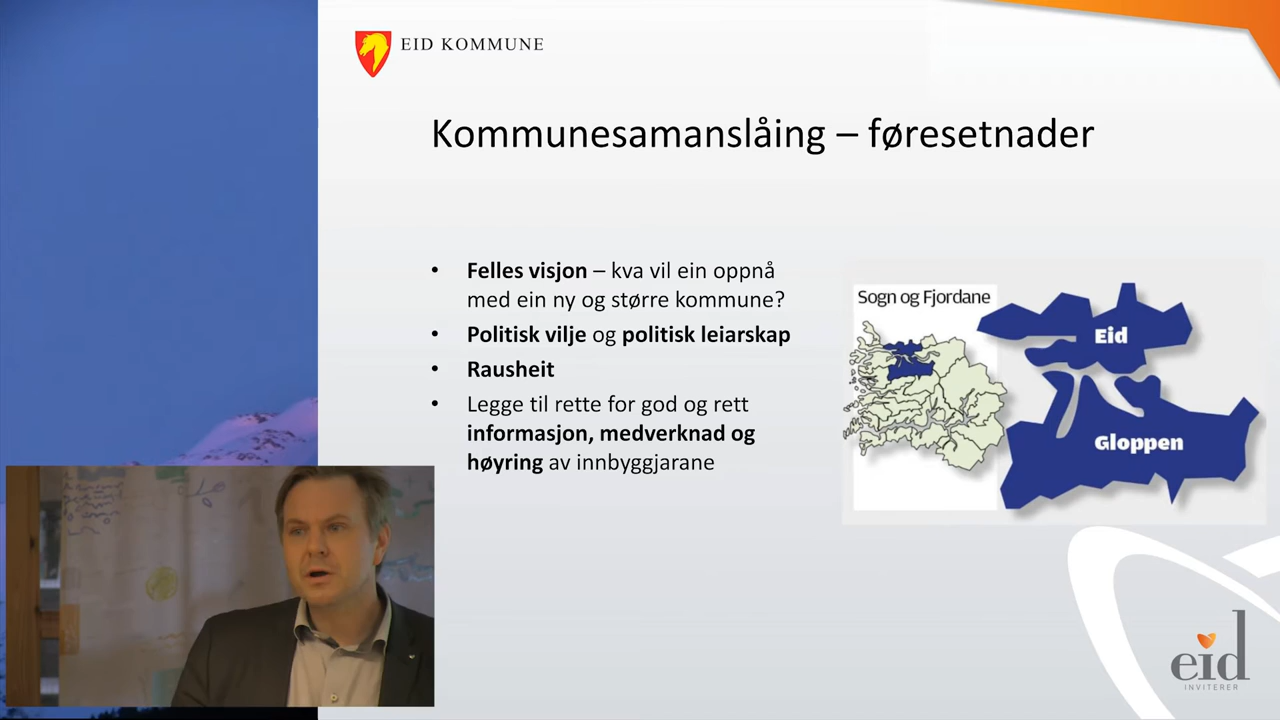 EID KOMMUNE
Kommunesamanslåing – føresetnader
• Felles visjon – kva vil ein oppnå
med ein ny og større kommune?
• Politisk vilje og politisk leiarskap
• Rausheit
• Legge til rette for god og rett
informasjon, medverknad og
høyring av innbyggjarane
Sogn og Fjordane
Eid
Gloppen
eid
INVITERER